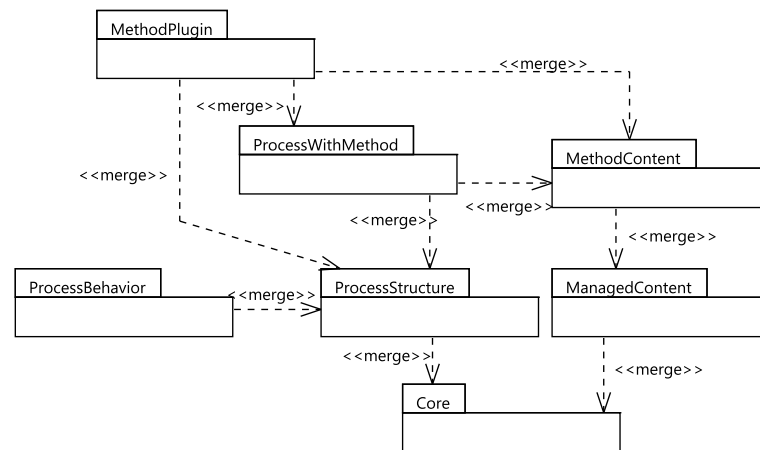 MethodPlugin
<<merge>>
<<merge>>
ProcessWithMethod
MethodContent
<<merge>>
<<merge>>
<<merge>>
<<merge>>
ProcessBehavior
<<merge>>
ProcessStructure
ManagedContent
<<merge>>
<<merge>>
Core